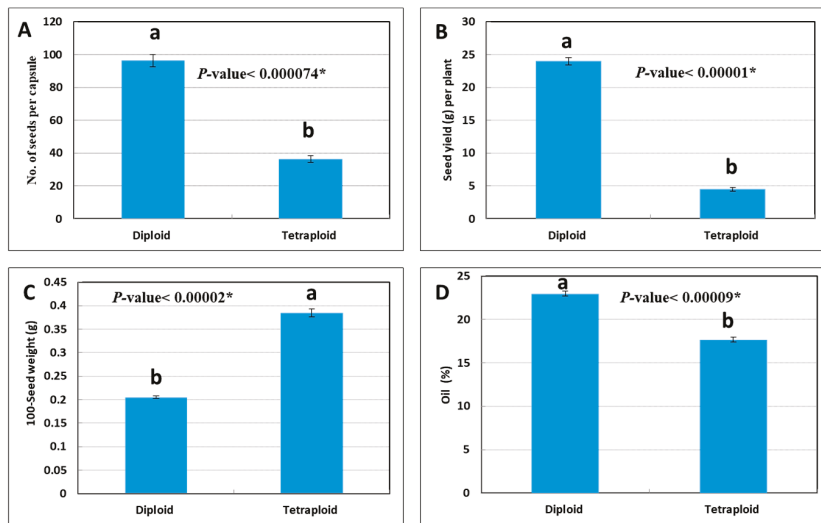 A
No. of seeds per capsule
120
100
80
60
40
20
0
a
P-value< 0.000074*
b
Diploid
Tetraploid
B
Seed yield (g) per plant
30
25
20
15
10
5
0
a
P-value< 0.00001*
b
Diploid
Tetraploid
C
100-Seed weight (g)
0.45
0.4
0.35
0.3
0.25
0.2
0.15
0.1
0.05
0
P-value< 0.00002*
a
b
Diploid
Tetraploid
D
Oil (%)
25
20
15
10
5
0
a
P-value< 0.00009*
b
Diploid
Tetraploid